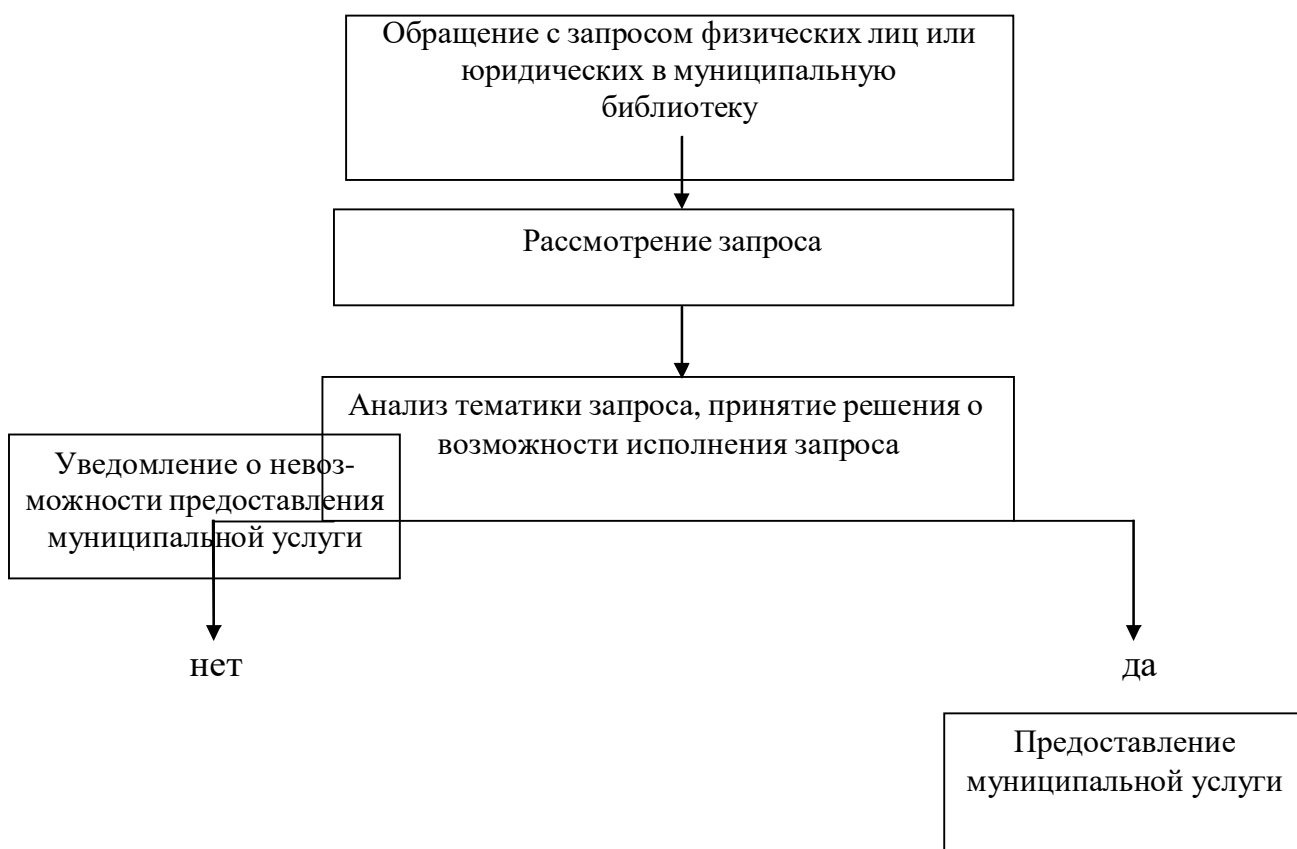 Обращение с запросом физических лиц или
юридических в муниципальную
библиотеку
Рассмотрение запроса
Анализ тематики запроса, принятие решения о
возможности исполнения запроса
Уведомление о невоз-
можности предоставления
муниципальной услуги
нет
да
Предоставление
муниципальной услуги